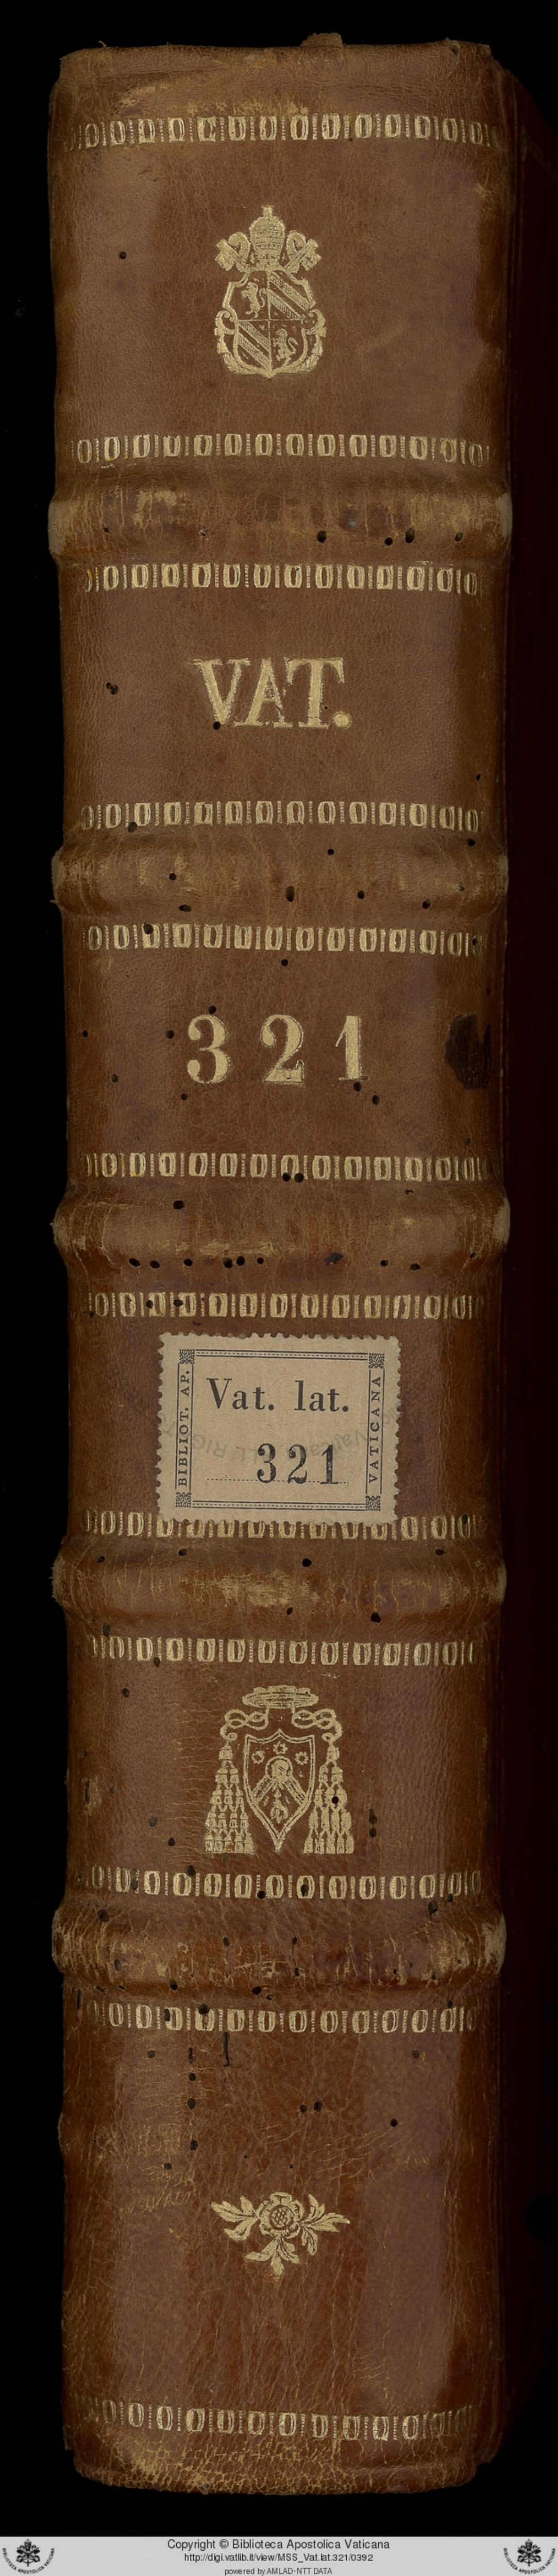 VAT.
321
BIBLIOT. AP.
Vat. lat.
321
VATICANA
Copyright © Biblioteca Apostolica Vaticana
http://digi.vatlib.it/view/MSS_Vat.lat.321/0392
powered by AMLAD-NTT DATA